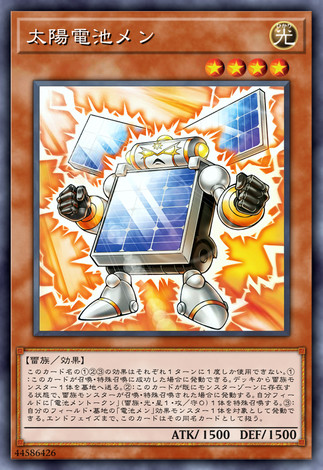 太陽電池メン
光
【雷族／効果】
このカード名の①②③の効果はそれぞれ１ターンに１度しか使用できない。①
：このカードが召喚・特殊召喚に成功した場合に発動できる。デッキから雷族モ
ンスター１体を墓地へ送る。②：このカードが既にモンスターゾーンに存在す
る状態で、雷族モンスターが召喚・特殊召喚された場合に発動する。自分フィー
ルドに「電池メントークン」（雷族・光・星１・攻／守０）１体を特殊召喚する。③：
自分のフィールド・墓地の「電池メン」効果モンスター１体を対象として発動で
きる。エンドフェイズまで、このカードはその同名カードとして扱う。
ATK/ 1500 DEF/1500
44586426